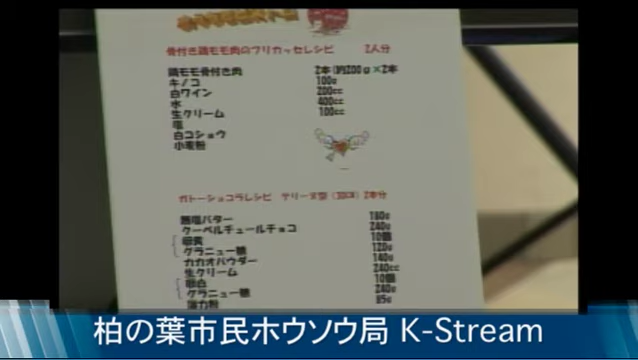 骨付き鶏モモ肉のフリカッセレシピ 2人分
鶏モモ骨付き肉 2本(約200g×2本
キノコ 100g
白ワイン 200cc
水 400cc
生クリーム 100cc
塩
白コショウ
小麦粉
ガトーショコラレシピ テリーヌ型 2本分
無塩バター 160g
クーベルチュールチョコ 240g
卵黄 10個
グラニュー糖 120g
カカオパウダー 140g
生クリーム 240cc
卵白 10個
グラニュー糖 240g
薄力粉 85g
柏の葉市民ホウソウ局 K-Stream